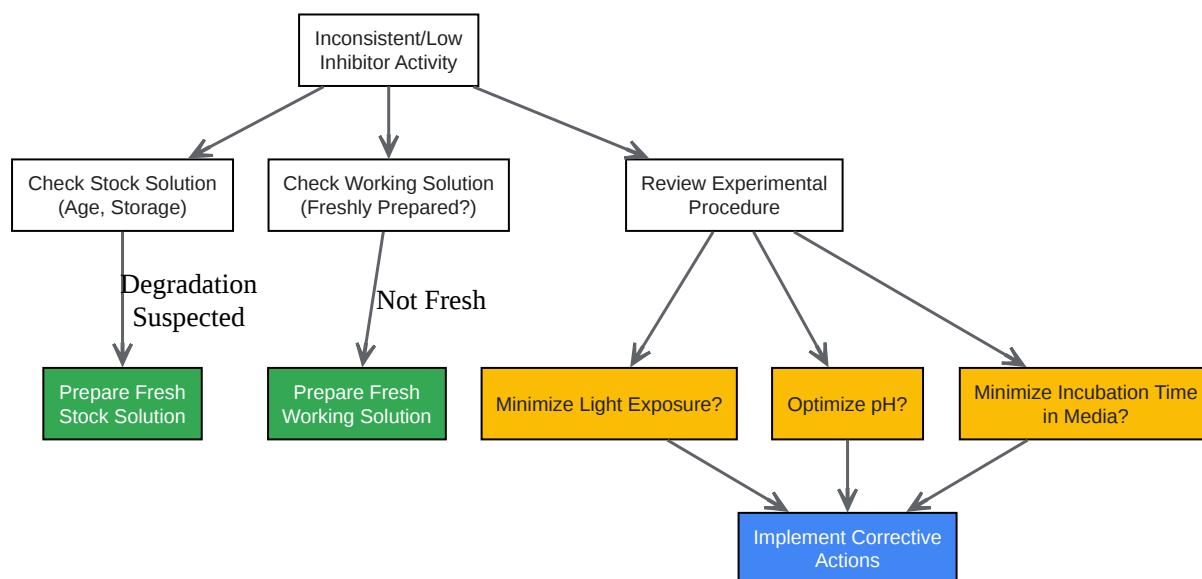 Inconsistent/Low
Inhibitor Activity
Check Stock Solution
(Age, Storage)
Check Working Solution
(Freshly Prepared?)
Review Experimental
Procedure
Degradation
Suspected
Not Fresh
Prepare Fresh
Stock Solution
Prepare Fresh
Working Solution
Minimize Light Exposure?
Optimize pH?
Minimize Incubation Time
in Media?
Implement Corrective
Actions